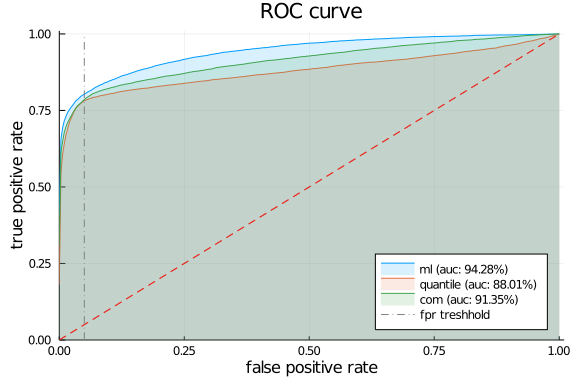 ROC curve
true positive rate
1.00
0.75
0.50
0.25
0.00
ml (auc: 94.28%)
quantile (auc: 88.01%)
com (auc: 91.35%)
fpr treshhold
0.00 0.25 0.50 0.75 1.00
false positive rate